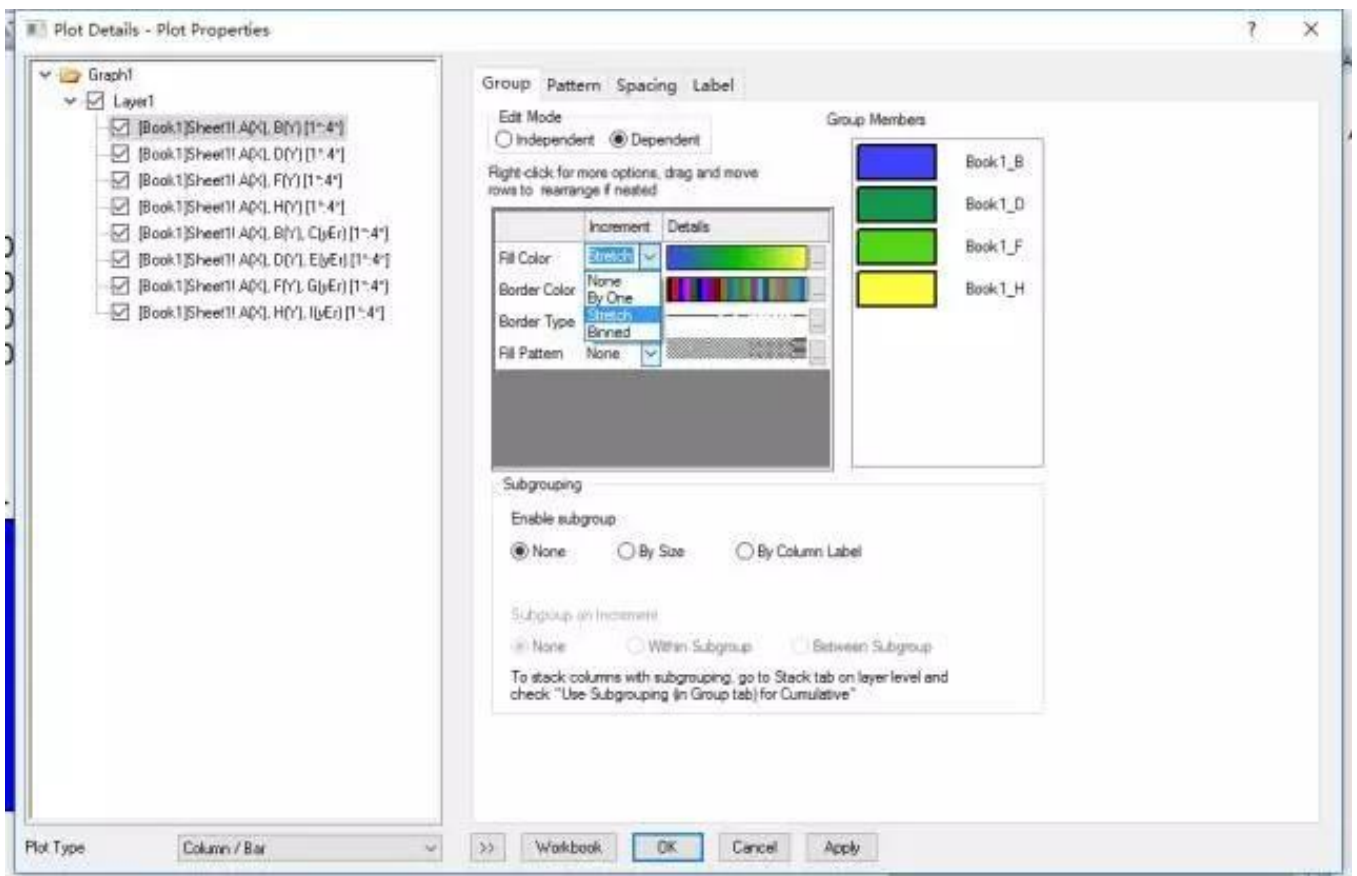 Plot Details - Plot Properties
?
Graph1
Layer1
[Book1]Sheet1! A(X), B(Y) [1*:4*]
[Book1]Sheet1! A(X), D(Y) [1*:4*]
[Book1]Sheet1! A(X), F(Y) [1*:4*]
[Book1]Sheet1! A(X), H(Y) [1*:4*]
[Book1]Sheet1! A(X), B(Y), C(yEr) [1*:4*]
[Book1]Sheet1! A(X), D(Y), E(yEr) [1*:4*]
[Book1]Sheet1! A(X), F(Y), G(yEr) [1*:4*]
[Book1]Sheet1! A(X), H(Y), I(yEr) [1*:4*]
Group Pattern Spacing Label
Edit Mode
Independent Dependent
Right-click for more options, drag and move
rows to rearrange if nested
Increment Details
Fill Color Stretch
Border Color
None
By One
Border Type
Stretch
Binned
Fill Pattern None
Group Members
Book1_B
Book1_D
Book1_F
Book1_H
Subgrouping
Enable subgroup
None By Size By Column Label
Subgroup an Increment
None Within Subgroup Between Subgroup
To stack columns with subgrouping, go to Stack tab on layer level and
check "Use Subgrouping (in Group tab) for Cumulative"
Plot Type Column / Bar >> Workbook OK Cancel Apply